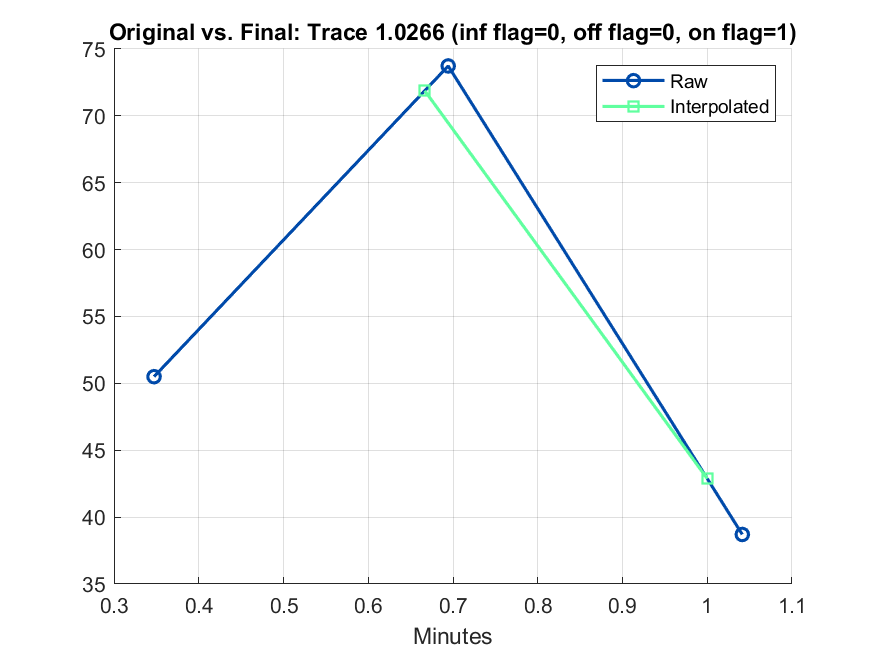 Original vs. Final: Trace 1.0266 (inf flag=0, off flag=0, on flag=1)
75
70
65
60
55
50
45
40
35
Raw
Interpolated
0.3 0.4 0.5 0.6 0.7 0.8 0.9 1 1.1
Minutes